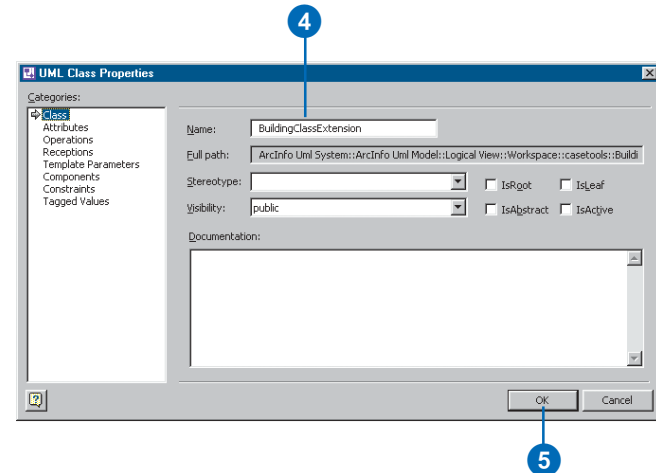 4
UML Class Properties
Categories:
Class
Attributes
Operations
Receptions
Template Parameters
Components
Constraints
Tagged Values
Name: BuildingClassExtension
Full path: ArcInfo Uml System::ArcInfo Uml Model::Logical View::Workspace::casetools::Buildi
Stereotype: IsRoot IsLeaf
Visibility: public IsAbstract IsActive
Documentation:
OK Cancel
5